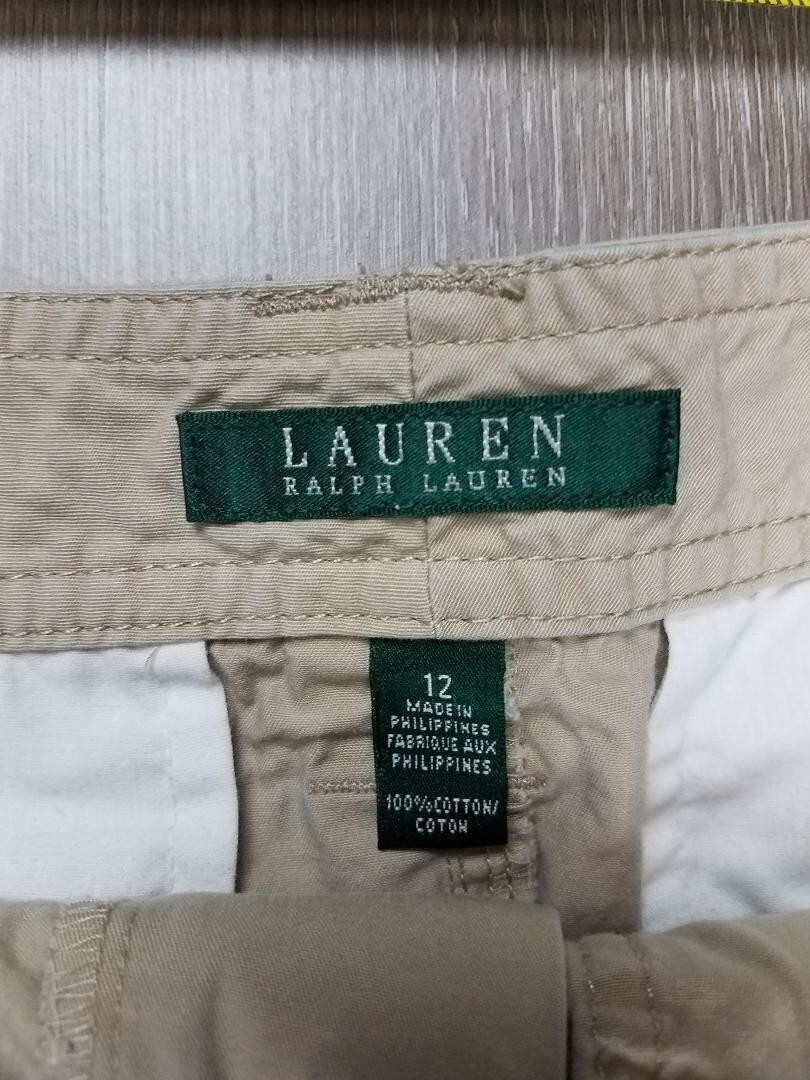 LAUREN
RALPH LAUREN
12
MADE IN
PHILIPPINES
FABRIQUE AUX
PHILIPPINES
100%COTTON/
COTON